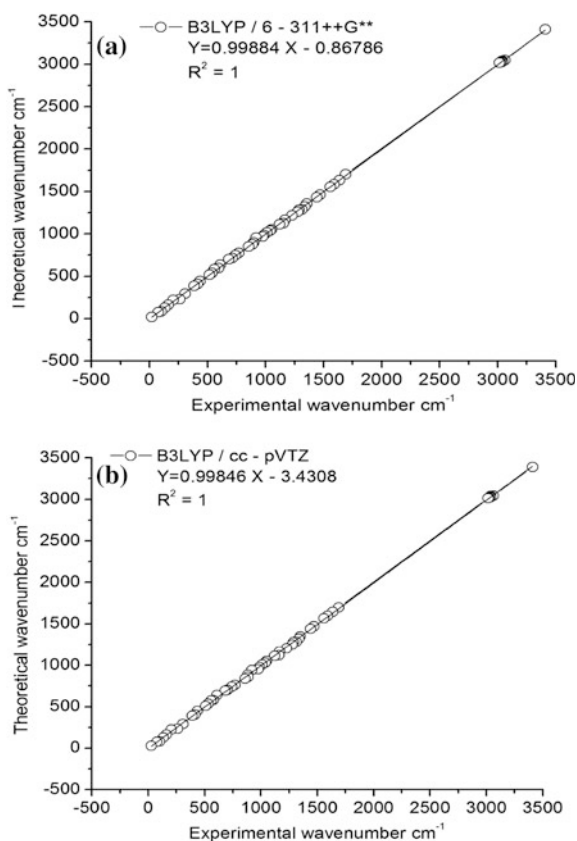 (a)
B3LYP / 6 - 311++G**
Y=0.99884 X - 0.86786
R² = 1
3500
3000
2500
2000
1500
1000
500
0
-500
Theoretical wavenumber cm⁻¹
-500 0 500 1000 1500 2000 2500 3000 3500
Experimental wavenumber cm⁻¹
(b)
B3LYP / cc - pVTZ
Y=0.99846 X - 3.4308
R² = 1
3500
3000
2500
2000
1500
1000
500
0
-500
Theoretical wavenumber cm⁻¹
-500 0 500 1000 1500 2000 2500 3000 3500
Experimental wavenumber cm⁻¹